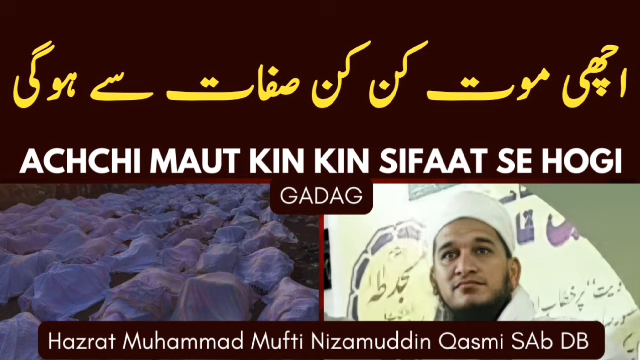 اچھی موت کن کن صفات سے ہوگی
ACHCHI MAUT KIN KIN SIFAAT SE HOGI
GADAG
Hazrat Muhammad Mufti Nizamuddin Qasmi SAb DB